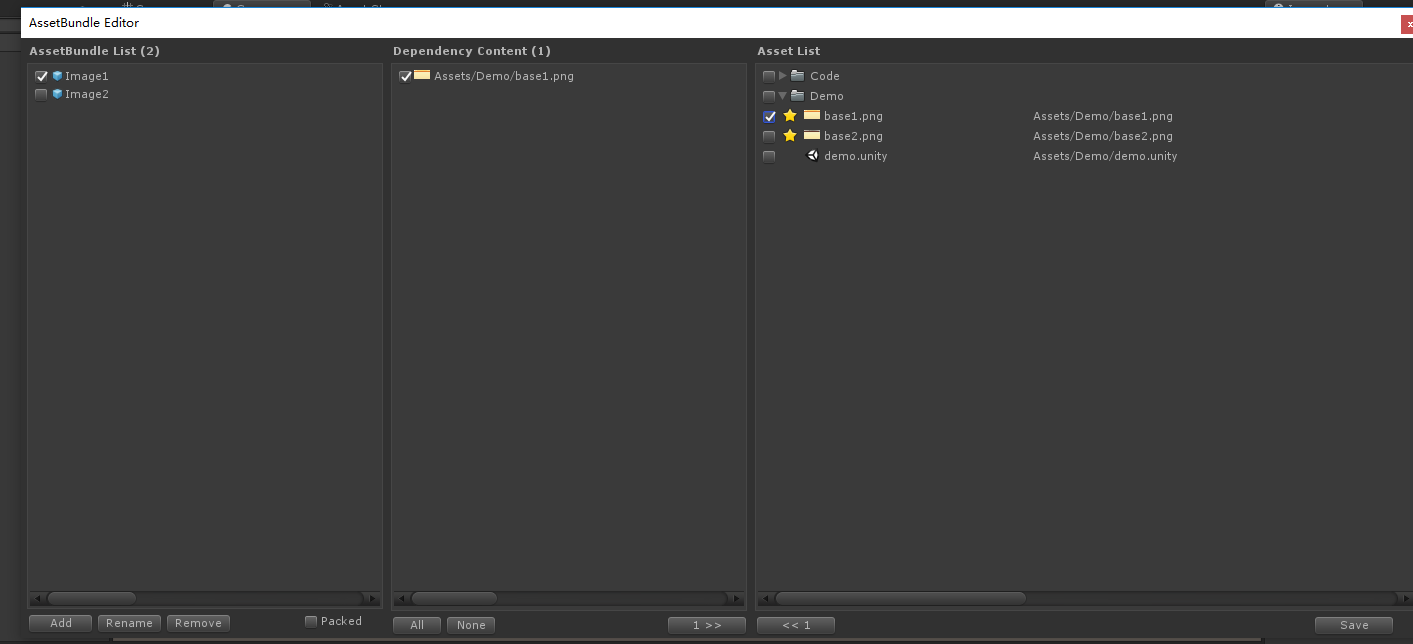 AssetBundle Editor
AssetBundle List (2)
Image1
Image2
Add Rename Remove Packed
Dependency Content (1)
Assets/Demo/base1.png
All None 1 >>
Asset List
Code
Demo
base1.png Assets/Demo/base1.png
base2.png Assets/Demo/base2.png
demo.unity Assets/Demo/demo.unity
<< 1 Save